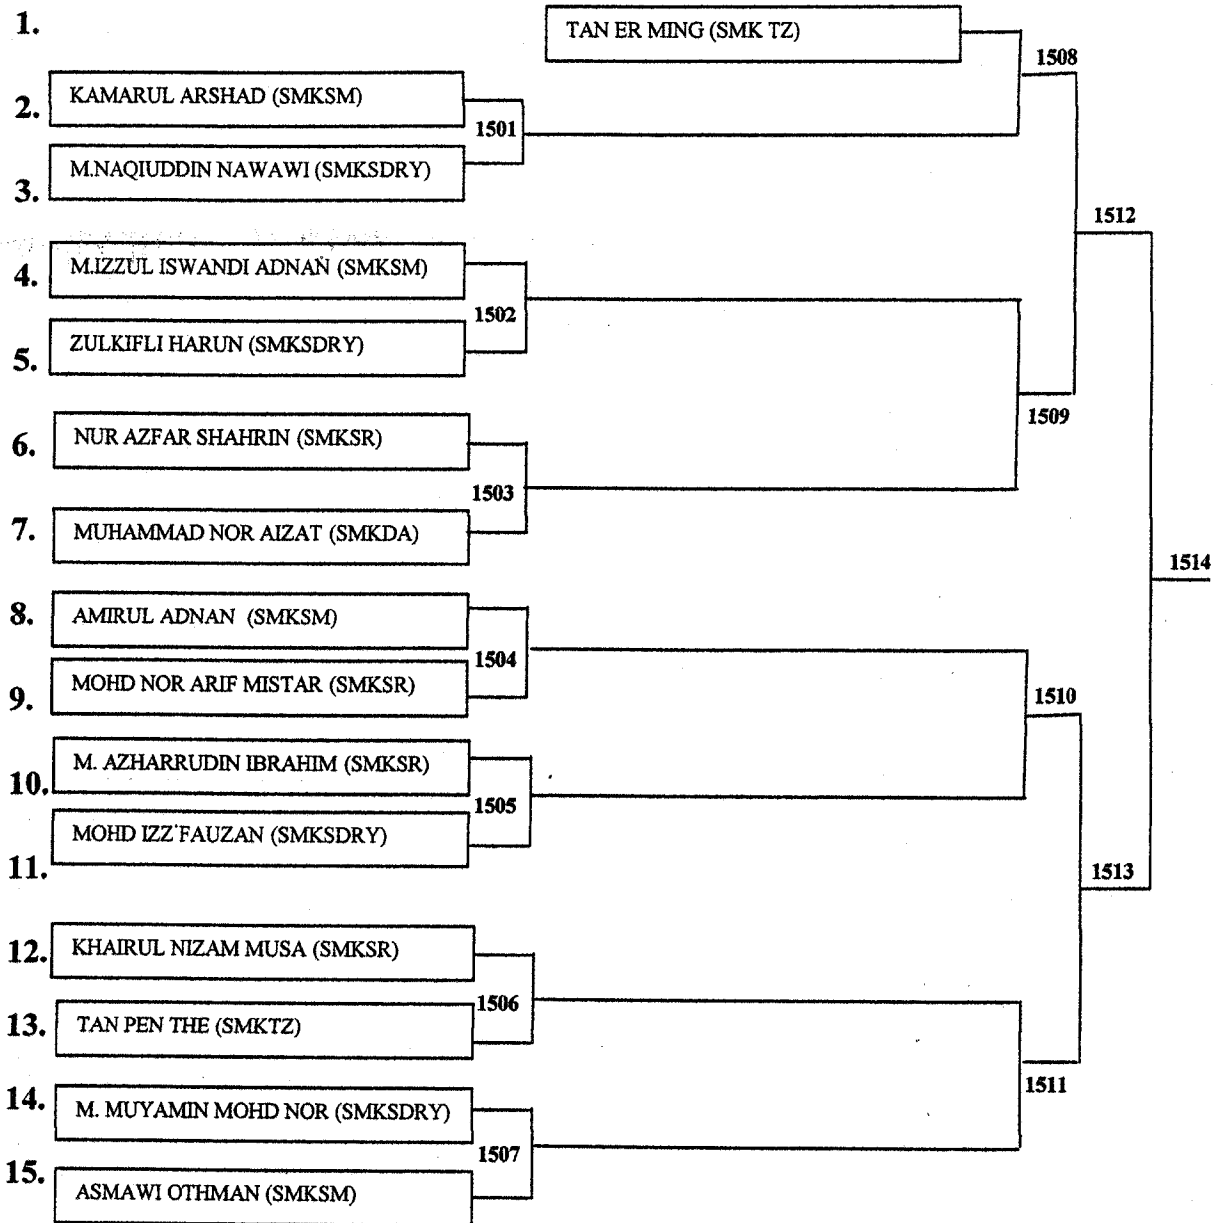 1.
TAN ER MING (SMK TZ)
1508
2.
KAMARUL ARSHAD (SMKSM)
1501
3.
M.NAQIUDDIN NAWAWI (SMKSDRY)
1512
4.
M.IZZUL ISWANDI ADNAN (SMKSM)
1502
5.
ZULKIFLI HARUN (SMKSDRY)
1509
6.
NUR AZFAR SHAHRIN (SMKSR)
1503
7.
MUHAMMAD NOR AIZAT (SMKDA)
1514
8.
AMIRUL ADNAN (SMKSM)
1504
9.
MOHD NOR ARIF MISTAR (SMKSR)
1510
10.
M. AZHARRUDIN IBRAHIM (SMKSR)
1505
11.
MOHD IZZ'FAUZAN (SMKSDRY)
1513
12.
KHAIRUL NIZAM MUSA (SMKSR)
1506
13.
TAN PEN THE (SMKTZ)
1511
14.
M. MUYAMIN MOHD NOR (SMKSDRY)
1507
15.
ASMAWI OTHMAN (SMKSM)